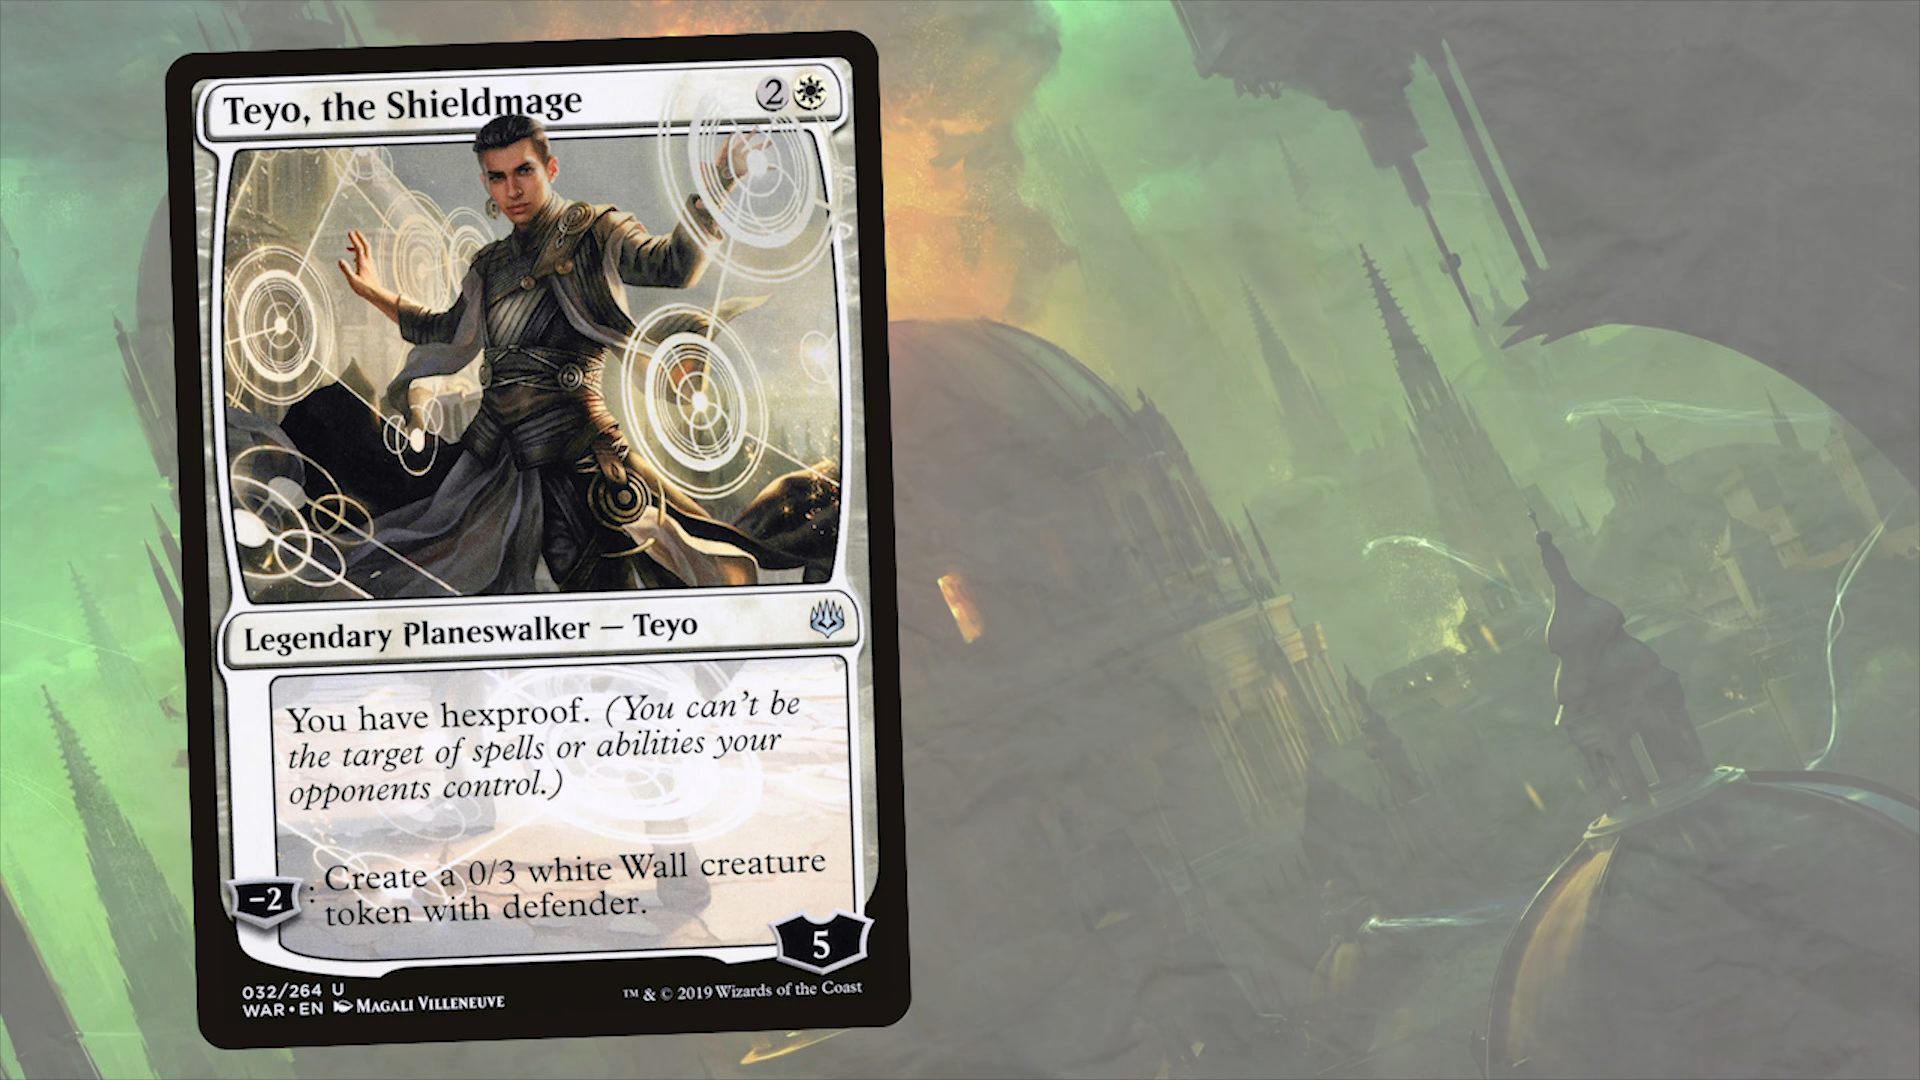 Teyo, the Shieldmage 2
Legendary Planeswalker — Teyo
You have hexproof. (You can't be
the target of spells or abilities your
opponents control.)
−2 : Create a 0/3 white Wall creature
token with defender.
5
032/264 U
WAR • EN Magali Villeneuve
™ & © 2019 Wizards of the Coast